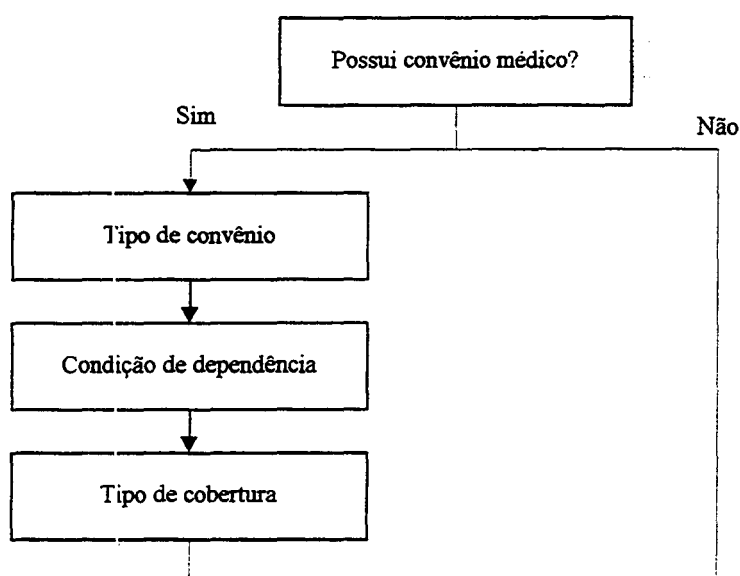 Possui convênio médico?
Sim
Não
Tipo de convênio
Condição de dependência
Tipo de cobertura